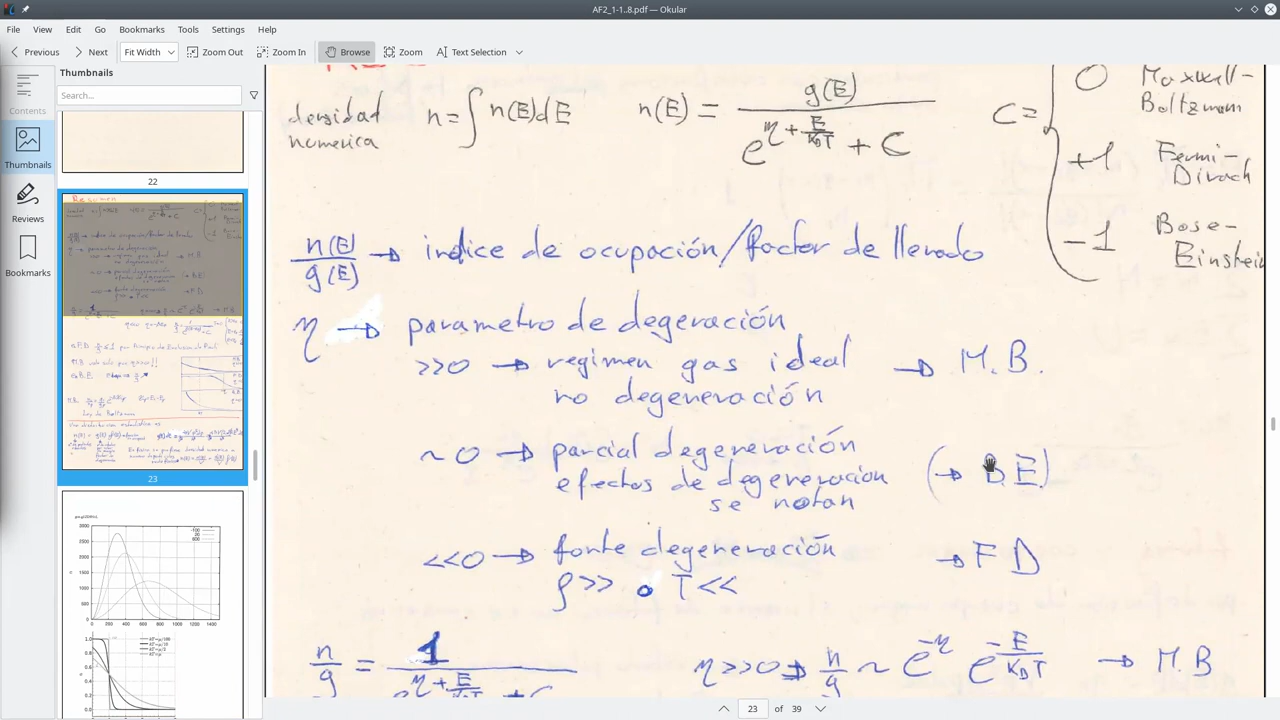 AF2_1-1..8.pdf — Okular
File View Edit Go Bookmarks Tools Settings Help
Previous Next Fit Width Zoom Out Zoom In Browse Zoom Text Selection
Contents
Thumbnails
Reviews
Bookmarks
Thumbnails
Search...
22
23
densidad
numerica
n = ∫ n(E)dE
n(E) = g(E) / e^(η + E/KBT) + C
C =
0 Maxwell-
Boltzmann
+1 Fermi-
Dirach
-1 Bose-
Einstein
n(E)/g(E) → indice de ocupación/factor de llenado
η → parametro de degeración
>>0 → regimen gas ideal → M.B.
no degeneración
~0 → parcial degeneración
efectos de degeneracion (→ B.E)
se notan
<<0 → fonte degeneración → F D
ρ>> o T<<
n/g = 1 / e^(η + E/KBT) + C
η>>0 → n/g ~ e^-η e^-E/KBT → M.B
23 of 39